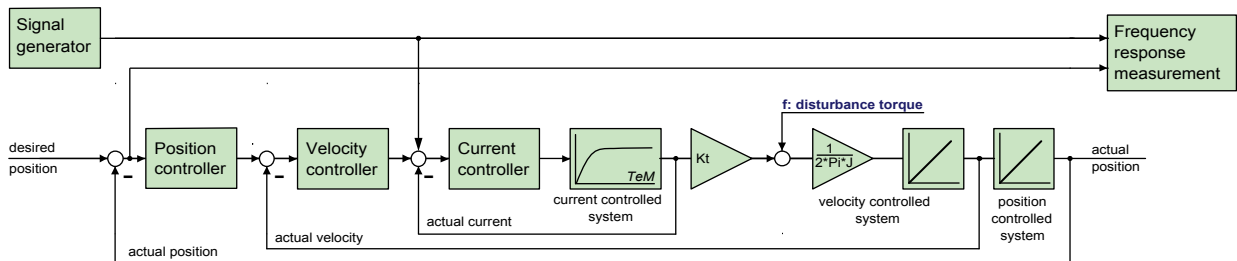 Signal
generator
Frequency
response
measurement
f: disturbance torque
desired
position
Position
controller
Velocity
controller
Current
controller
TeM
Kt
1
2*Pi*J
actual
position
-
-
-
current controlled
system
velocity controlled
system
position
controlled
system
actual current
actual velocity
actual position